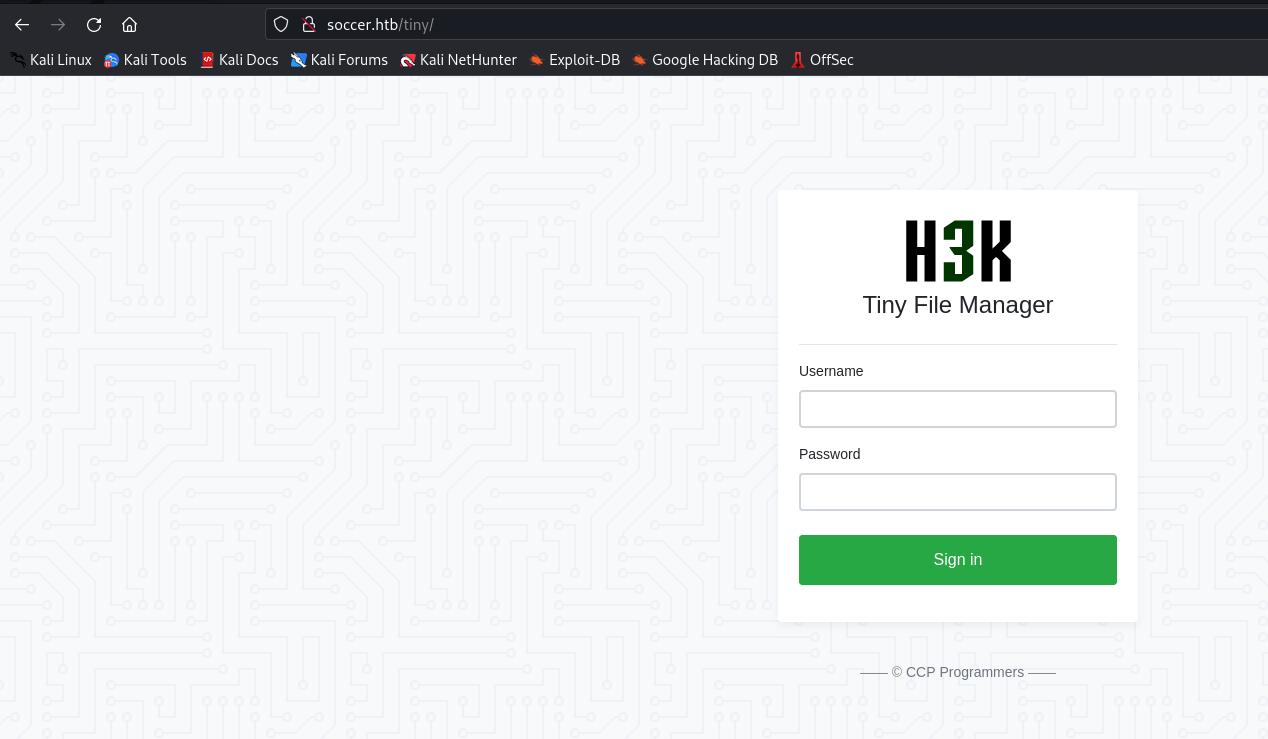 soccer.htb/tiny/
Kali Linux Kali Tools Kali Docs Kali Forums Kali NetHunter Exploit-DB Google Hacking DB OffSec
H3K
Tiny File Manager
Username
Password
Sign in
—— © CCP Programmers ——